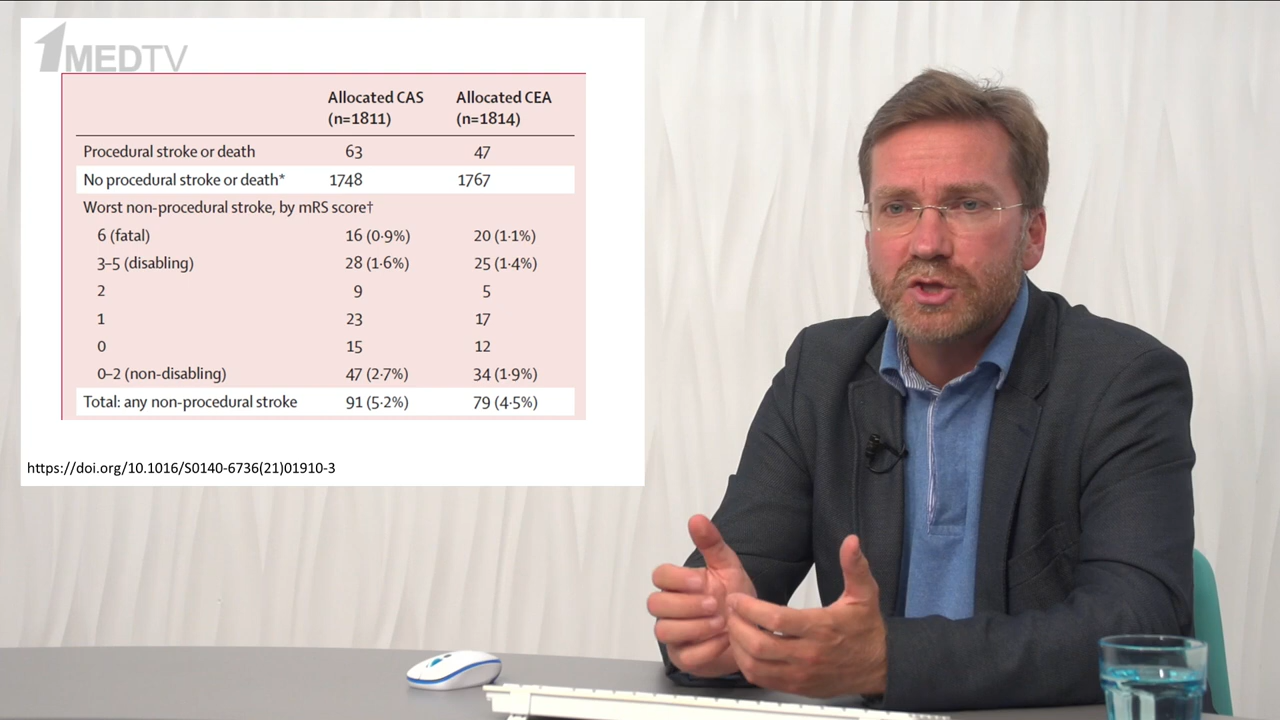 1MEDTV
Allocated CAS Allocated CEA
(n=1811) (n=1814)
Procedural stroke or death 63 47
No procedural stroke or death* 1748 1767
Worst non-procedural stroke, by mRS score†
6 (fatal) 16 (0·9%) 20 (1·1%)
3–5 (disabling) 28 (1·6%) 25 (1·4%)
2 9 5
1 23 17
0 15 12
0–2 (non-disabling) 47 (2·7%) 34 (1·9%)
Total: any non-procedural stroke 91 (5·2%) 79 (4·5%)
https://doi.org/10.1016/S0140-6736(21)01910-3